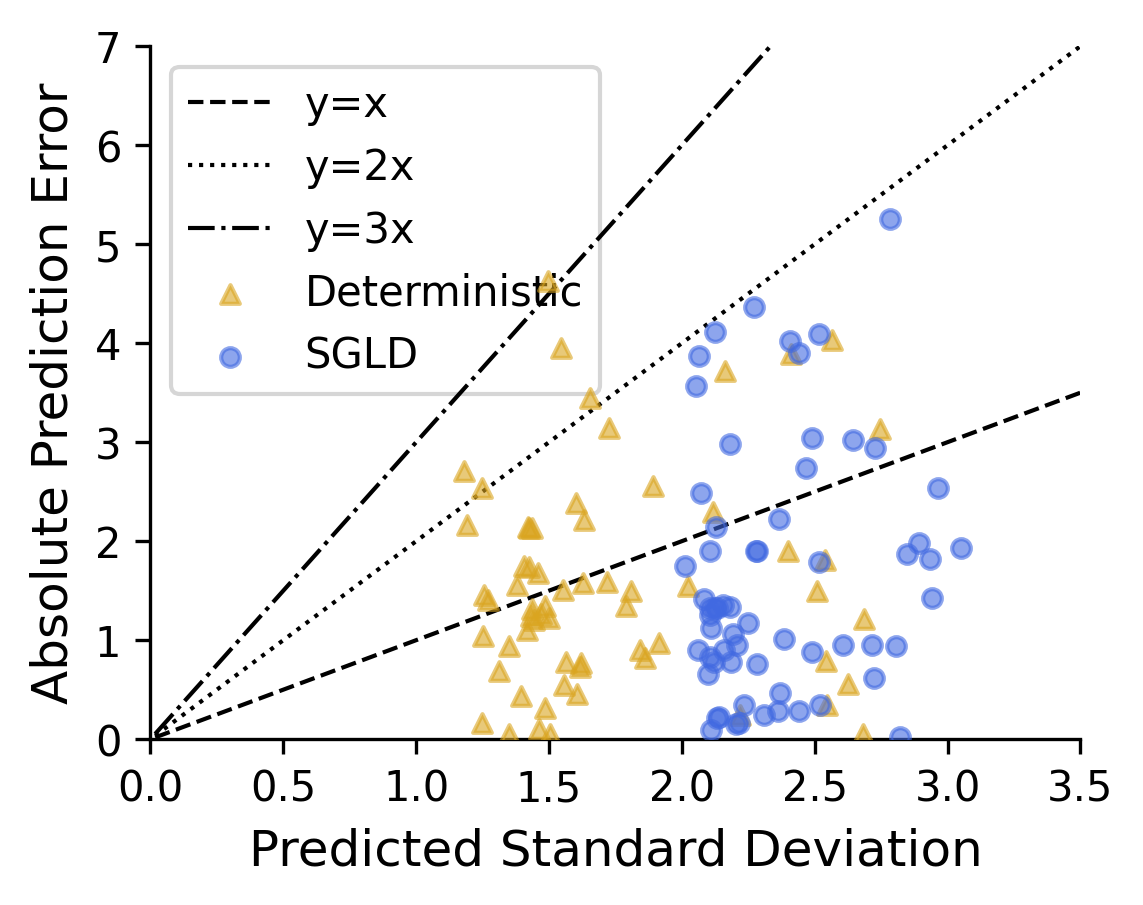 7
6
5
4
3
2
1
0
Absolute Prediction Error
y=x
y=2x
y=3x
Deterministic
SGLD
0.0 0.5 1.0 1.5 2.0 2.5 3.0 3.5
Predicted Standard Deviation